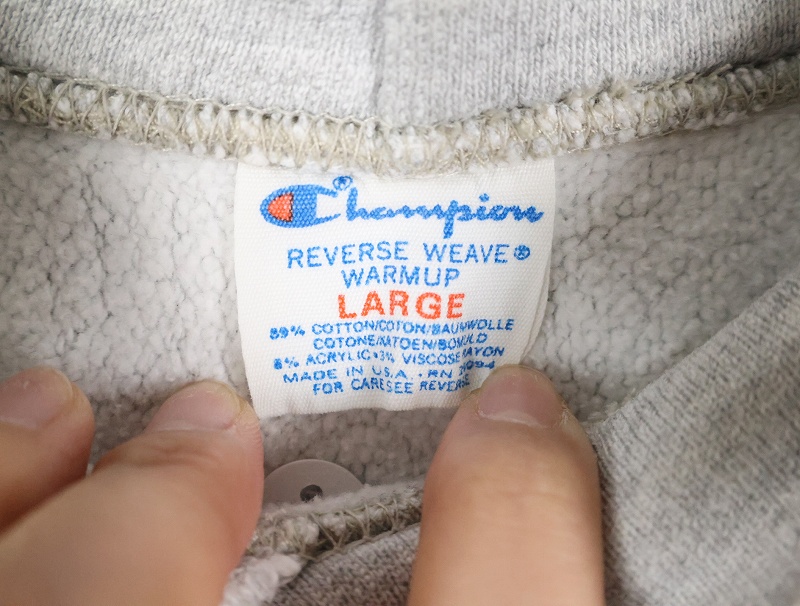 Champion®
REVERSE WEAVE®
WARMUP
LARGE
89% COTTON/COTON/BAUMWOLLE
COTONE/KATOEN/BOMULD
8% ACRYLIC•3% VISCOSE RAYON
MADE IN U.S.A. • RN
FOR CARE SEE REVERSE